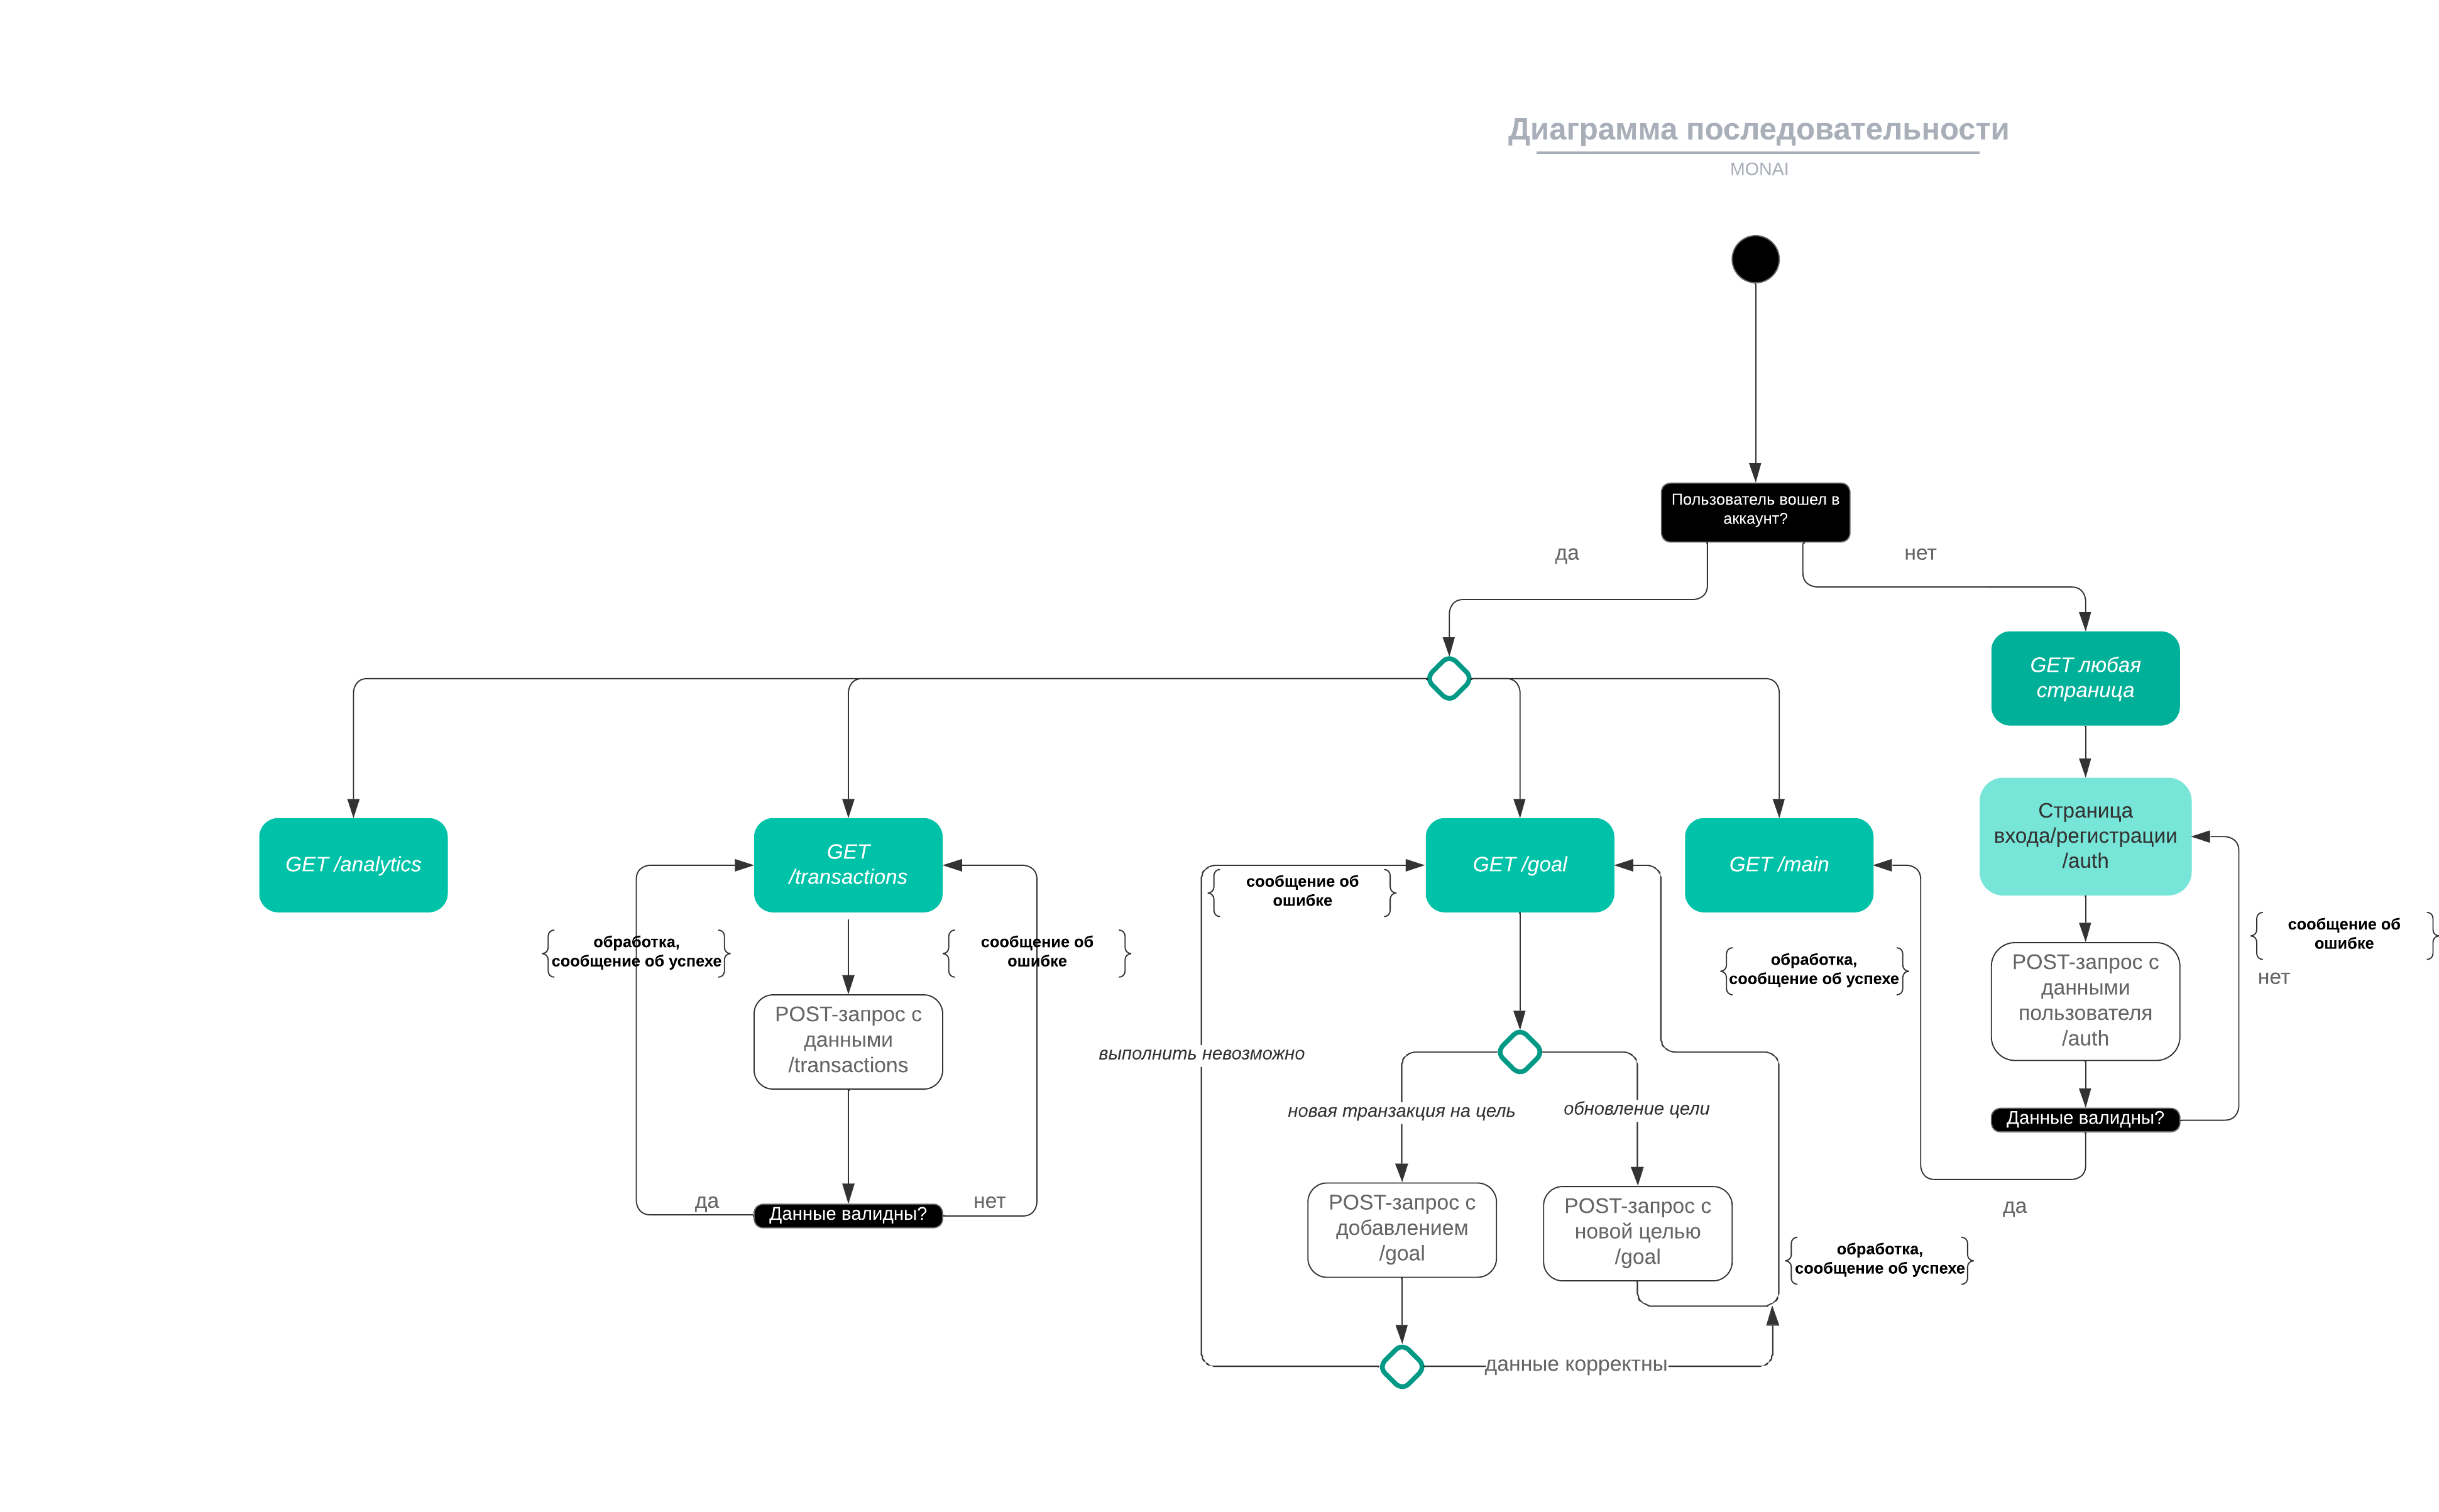 Диаграмма последовательности
MONAI
Пользователь вошел в
аккаунт?
да
нет
GET любая
страница
Страница
входа/регистрации
/auth
GET /analytics
GET
/transactions
GET /goal
GET /main
сообщение об
ошибке
обработка,
сообщение об успехе
сообщение об
ошибке
обработка,
сообщение об успехе
сообщение об
ошибке
нет
POST-запрос с
данными
пользователя
/auth
POST-запрос с
данными
/transactions
выполнить невозможно
новая транзакция на цель
обновление цели
Данные валидны?
да
Данные валидны?
нет
да
POST-запрос с
добавлением
/goal
POST-запрос с
новой целью
/goal
обработка,
сообщение об успехе
данные корректны